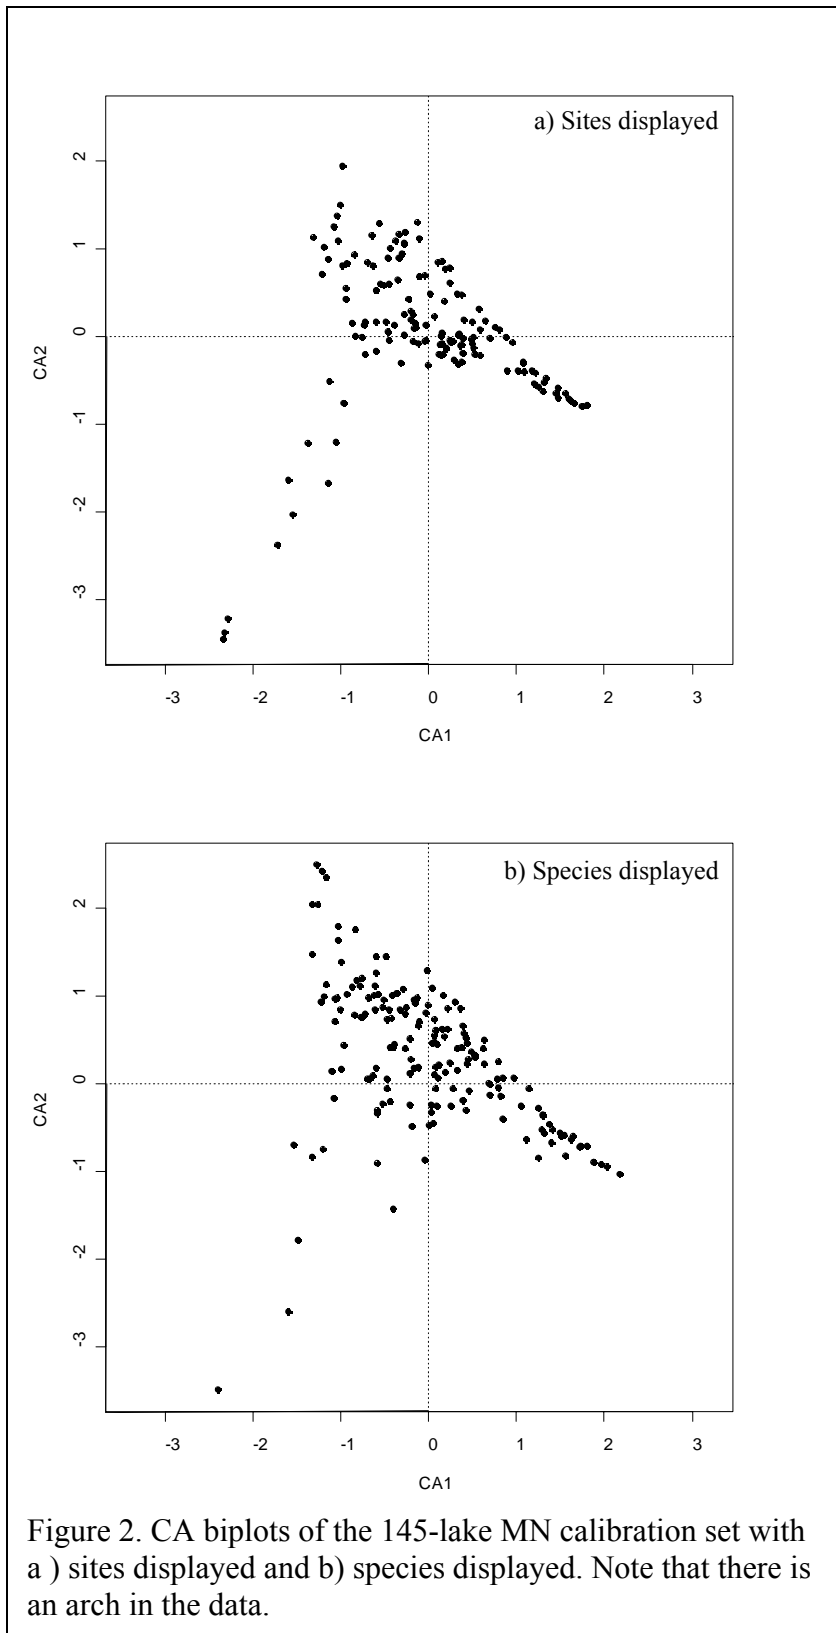 a) Sites displayed
2
1
0
-1
-2
-3
CA2
-3 -2 -1 0 1 2 3
CA1
b) Species displayed
2
1
0
-1
-2
-3
CA2
-3 -2 -1 0 1 2 3
CA1
Figure 2. CA biplots of the 145-lake MN calibration set with
a ) sites displayed and b) species displayed. Note that there is
an arch in the data.